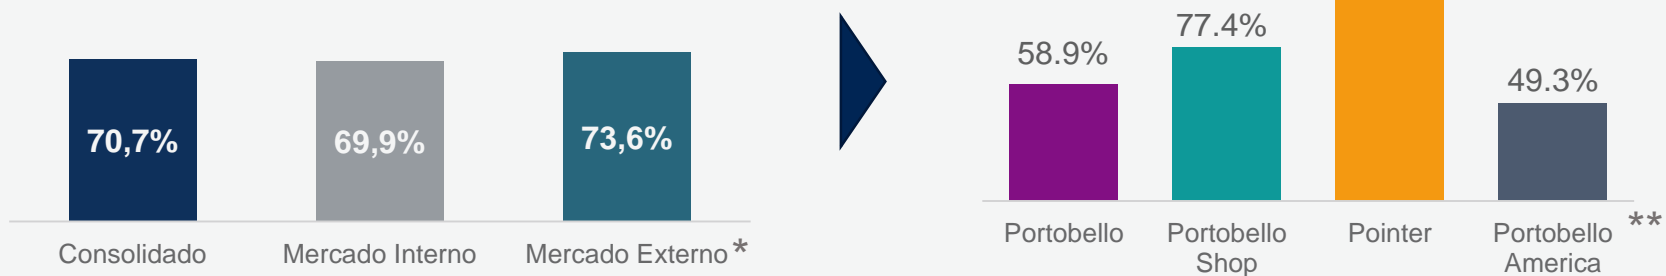 70,7%
69,9%
73,6%
Consolidado
Mercado Interno
Mercado Externo*
58.9%
77.4%
49.3%
Portobello
Portobello
Shop
Pointer
Portobello
America
**